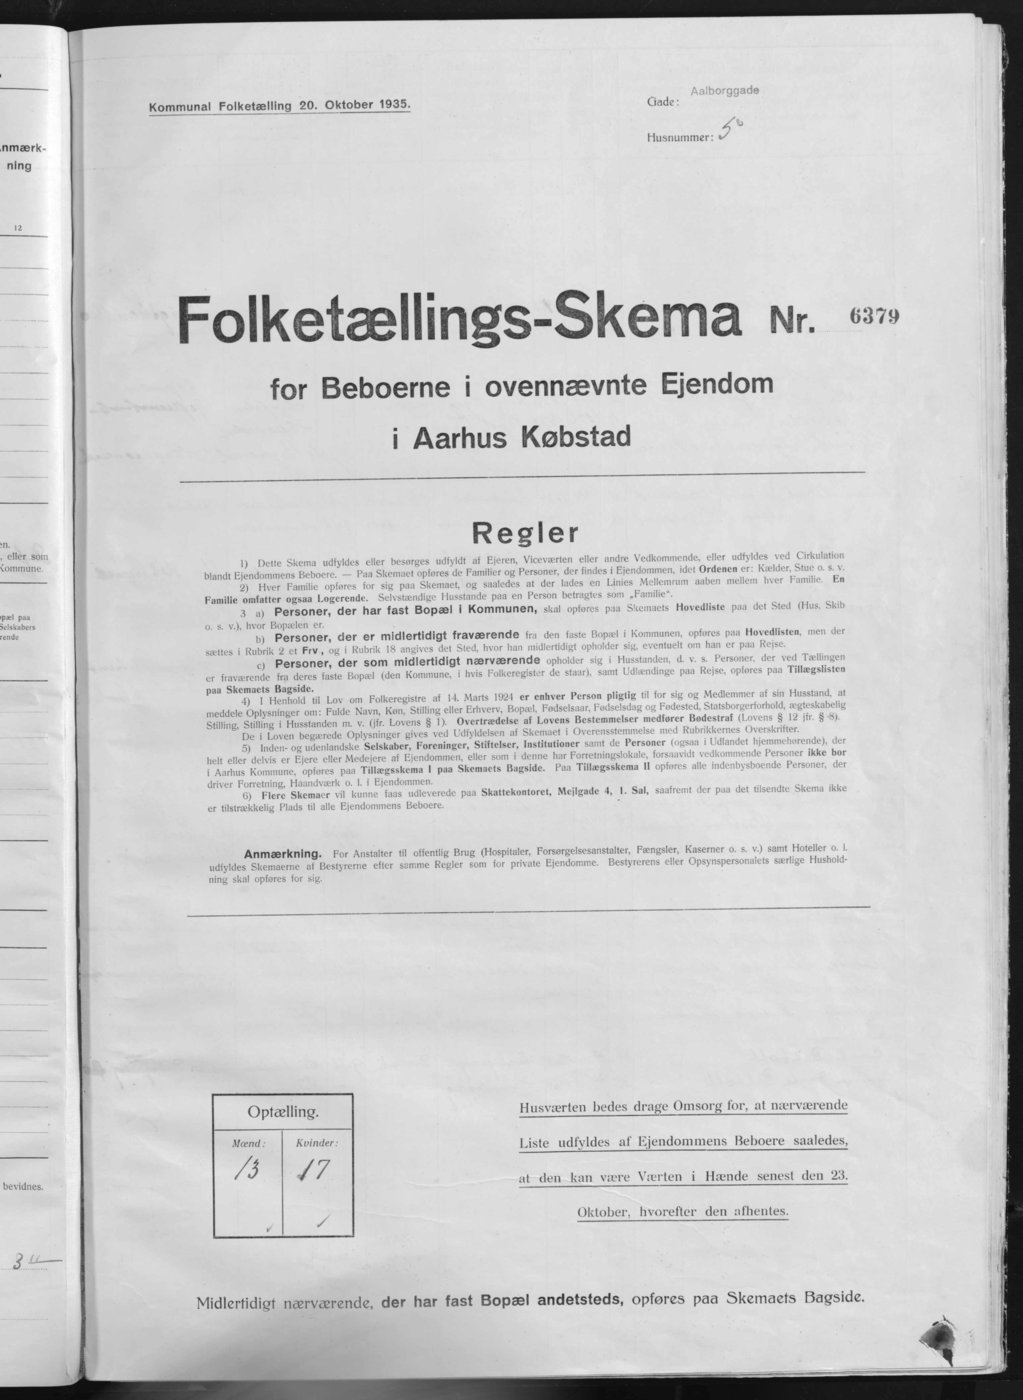 nmærk-
ning
12
en.
, eller som
Kommune.
opæl paa
Selskabers
rende
bevidnes.
3
Kommunal Folketælling 20. Oktober 1935.
Gade: Aalborggade
Husnummer: 5b
Folketællings-Skema Nr. 6379
for Beboerne i ovennævnte Ejendom
i Aarhus Købstad
Regler
1) Dette Skema udfyldes eller besørges udfyldt af Ejeren, Viceværten eller andre Vedkommende, eller udfyldes ved Cirkulation
blandt Ejendommens Beboere. — Paa Skemaet opføres de Familier og Personer, der findes i Ejendommen, idet Ordenen er: Kælder, Stue o. s. v.
2) Hver Familie opføres for sig paa Skemaet, og saaledes at der lades en Linies Mellemrum aaben mellem hver Familie. En
Familie omfatter ogsaa Logerende. Selvstændige Husstande paa en Person betragtes som „Familie".
3 a) Personer, der har fast Bopæl i Kommunen, skal opføres paa Skemaets Hovedliste paa det Sted (Hus, Skib
o. s. v.), hvor Bopælen er.
b) Personer, der er midlertidigt fraværende fra den faste Bopæl i Kommunen, opføres paa Hovedlisten, men der
sættes i Rubrik 2 et Frv., og i Rubrik 18 angives det Sted, hvor han midlertidigt opholder sig, eventuelt om han er paa Rejse.
c) Personer, der som midlertidigt nærværende opholder sig i Husstanden, d. v. s. Personer, der ved Tællingen
er fraværende fra deres faste Bopæl (den Kommune, i hvis Folkeregister de staar), samt Udlændinge paa Rejse, opføres paa Tillægslisten
paa Skemaets Bagside.
4) I Henhold til Lov om Folkeregistre af 14. Marts 1924 er enhver Person pligtig til for sig og Medlemmer af sin Husstand, at
meddele Oplysninger om: Fulde Navn, Køn, Stilling eller Erhverv, Bopæl, Fødselsaar, Fødselsdag og Fødested, Statsborgerforhold, ægteskabelig
Stilling, Stilling i Husstanden m. v. (jfr. Lovens § 1). Overtrædelse af Lovens Bestemmelser medfører Bødestraf (Lovens § 12 jfr. § 8).
De i Loven begærede Oplysninger gives ved Udfyldelsen af Skemaet i Overensstemmelse med Rubrikkernes Overskrifter.
5) Inden- og udenlandske Selskaber, Foreninger, Stiftelser, Institutioner samt de Personer (ogsaa i Udlandet hjemmehørende), der
helt eller delvis er Ejere eller Medejere af Ejendommen, eller som i denne har Forretningslokale, forsaavidt vedkommende Personer ikke bor
i Aarhus Kommune, opføres paa Tillægsskema I paa Skemaets Bagside. Paa Tillægsskema II opføres alle indenbysboende Personer, der
driver Forretning, Haandværk o. l. i Ejendommen.
6) Flere Skemaer vil kunne faas udleverede paa Skattekontoret, Mejlgade 4, 1. Sal, saafremt der paa det tilsendte Skema ikke
er tilstrækkelig Plads til alle Ejendommens Beboere.
Anmærkning. For Anstalter til offentlig Brug (Hospitaler, Forsørgelsesanstalter, Fængsler, Kaserner o. s. v.) samt Hoteller o. l.
udfyldes Skemaerne af Bestyrerne efter samme Regler som for private Ejendomme. Bestyrerens eller Opsynspersonalets særlige Hushold-
ning skal opføres for sig.
Optælling.
Mænd: Kvinder:
13 17
Husværten bedes drage Omsorg for, at nærværende
Liste udfyldes af Ejendommens Beboere saaledes,
at den kan være Værten i Hænde senest den 23.
Oktober, hvorefter den afhentes.
Midlertidigt nærværende, der har fast Bopæl andetsteds, opføres paa Skemaets Bagside.